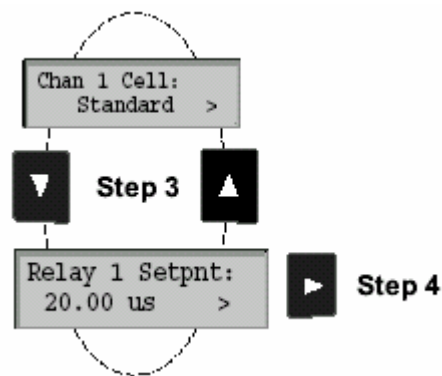 Chan 1 Cell:
Standard >
Step 3
Relay 1 Setpnt:
20.00 us >
Step 4